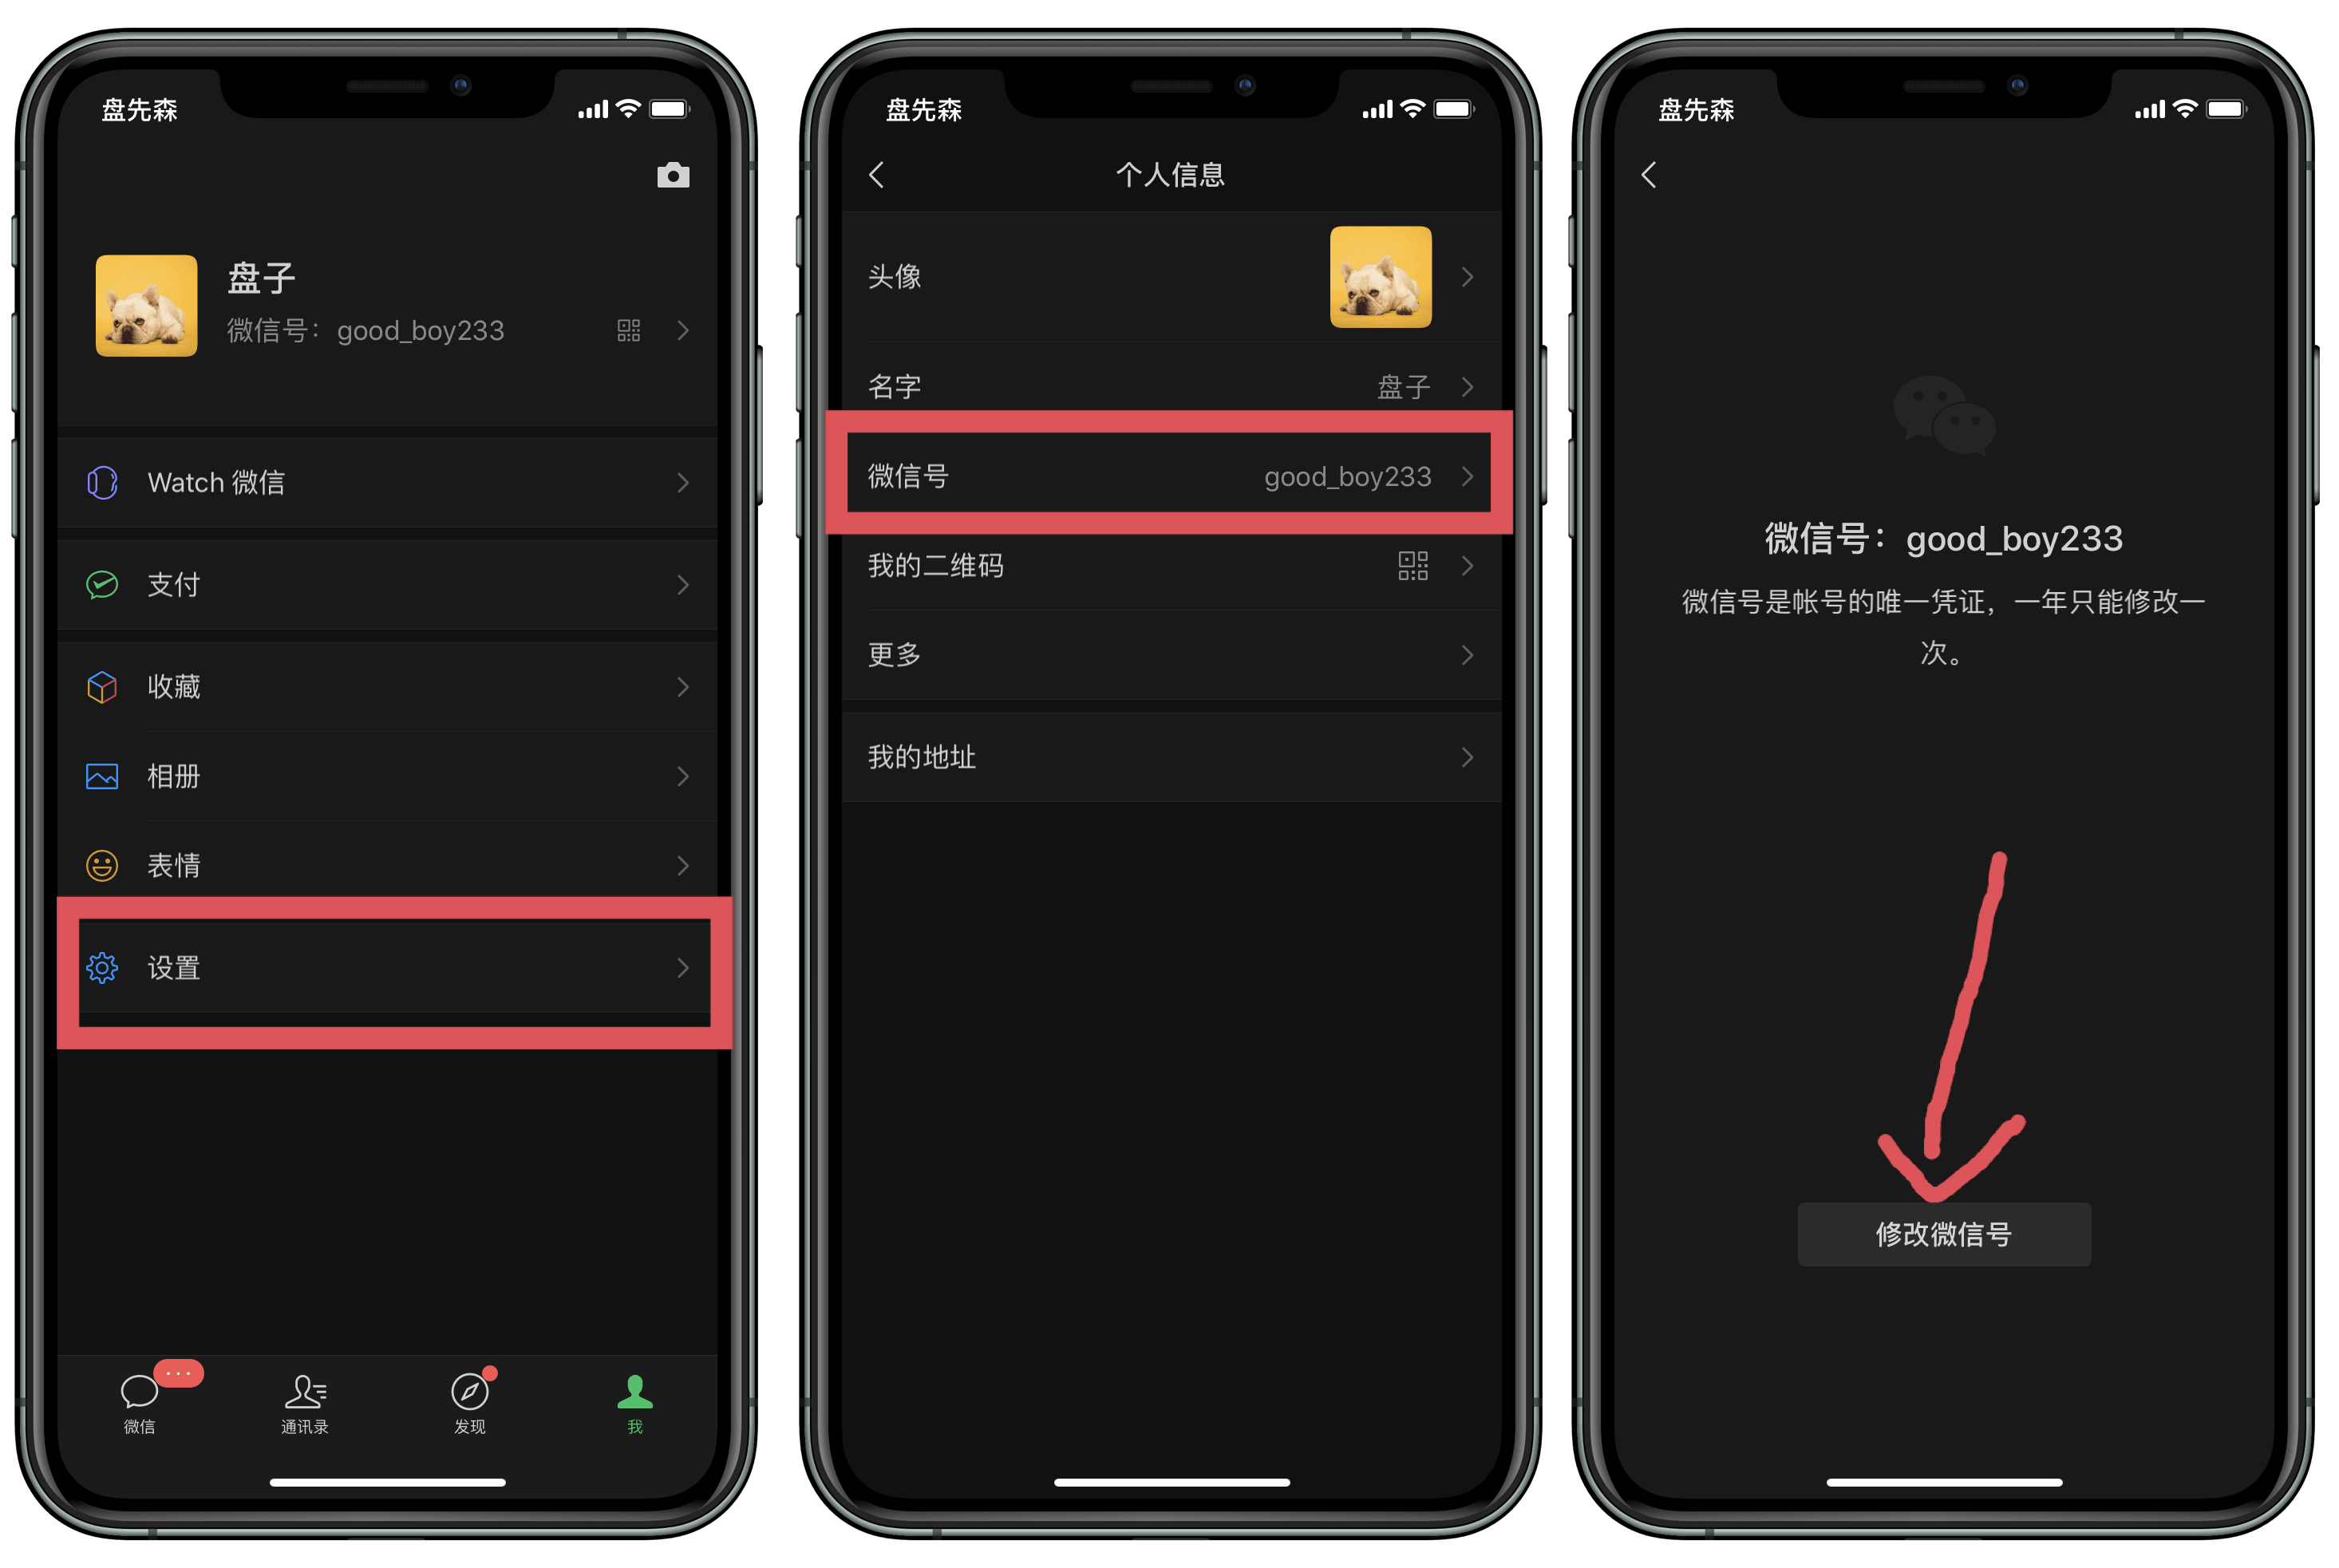 盘先森
盘子
微信号：good_boy233
Watch 微信
支付
收藏
相册
表情
设置
微信
通讯录
发现
我
盘先森
个人信息
头像
名字 盘子
微信号 good_boy233
我的二维码
更多
我的地址
盘先森
微信号：good_boy233
微信号是帐号的唯一凭证，一年只能修改一
次。
修改微信号